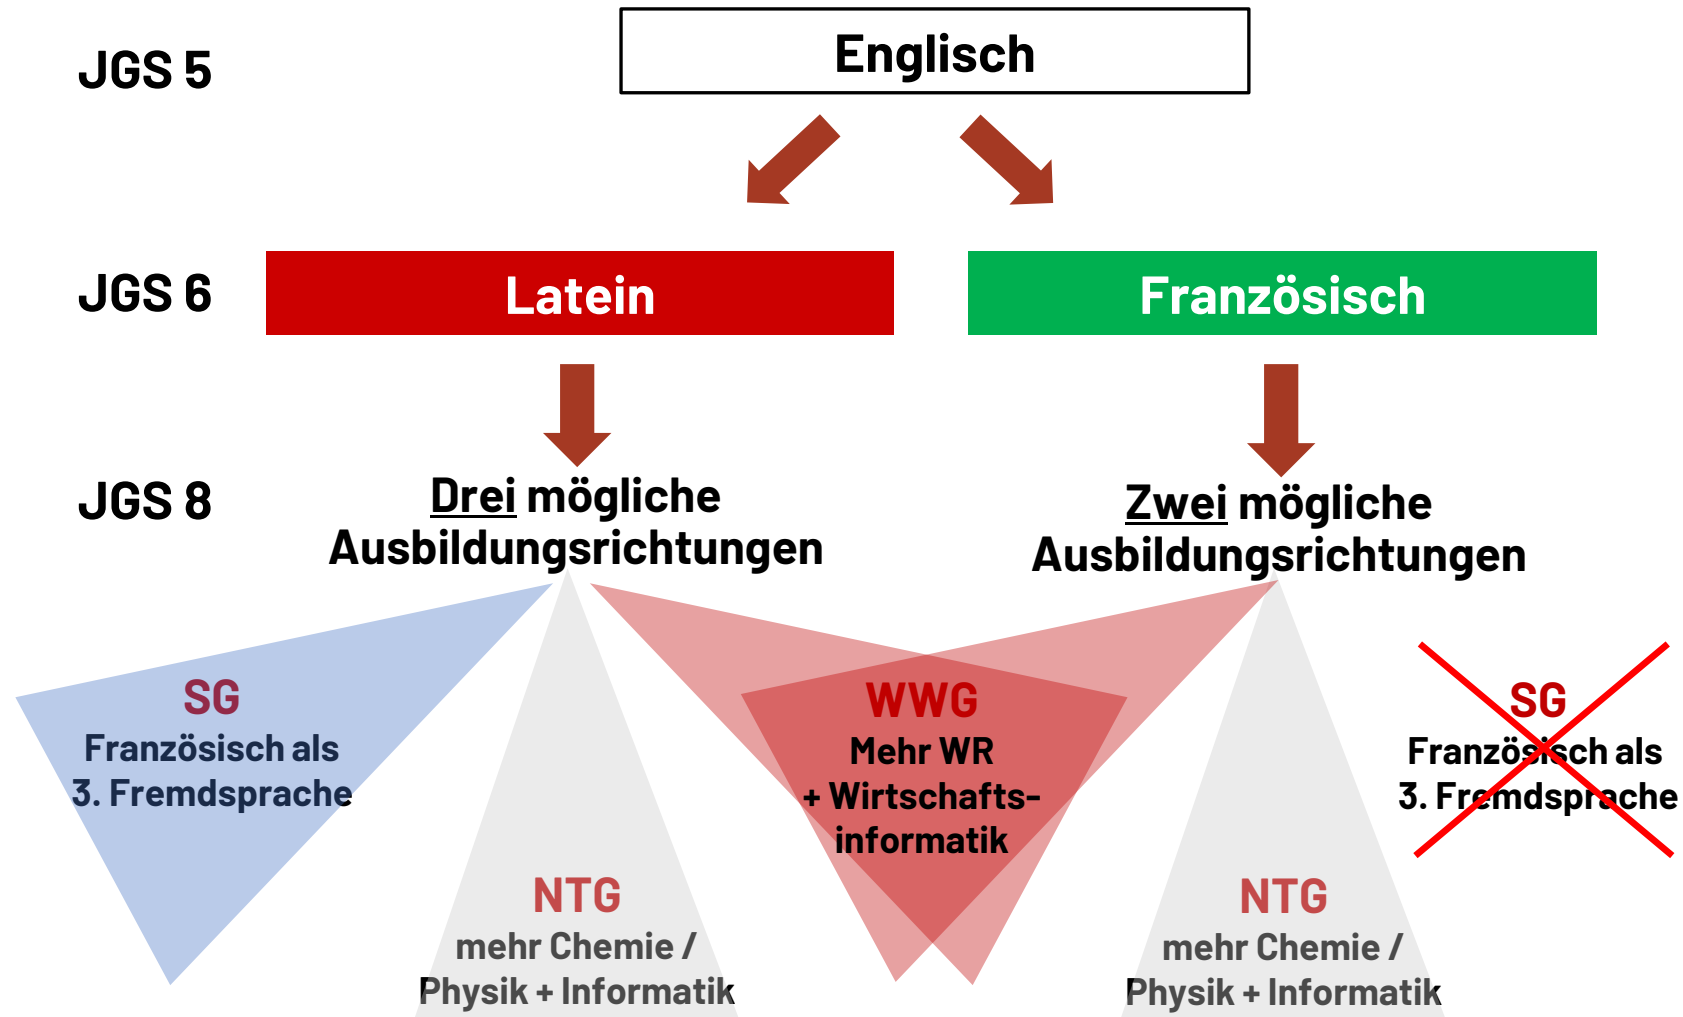 JGS 5
Englisch
JGS 6
Latein
Französisch
JGS 8
Drei mögliche
Ausbildungsrichtungen
Zwei mögliche
Ausbildungsrichtungen
SG
Französisch als
3. Fremdsprache
WWG
Mehr WR
+ Wirtschafts-
informatik
SG
Französisch als
3. Fremdsprache
NTG
mehr Chemie /
Physik + Informatik
NTG
mehr Chemie /
Physik + Informatik